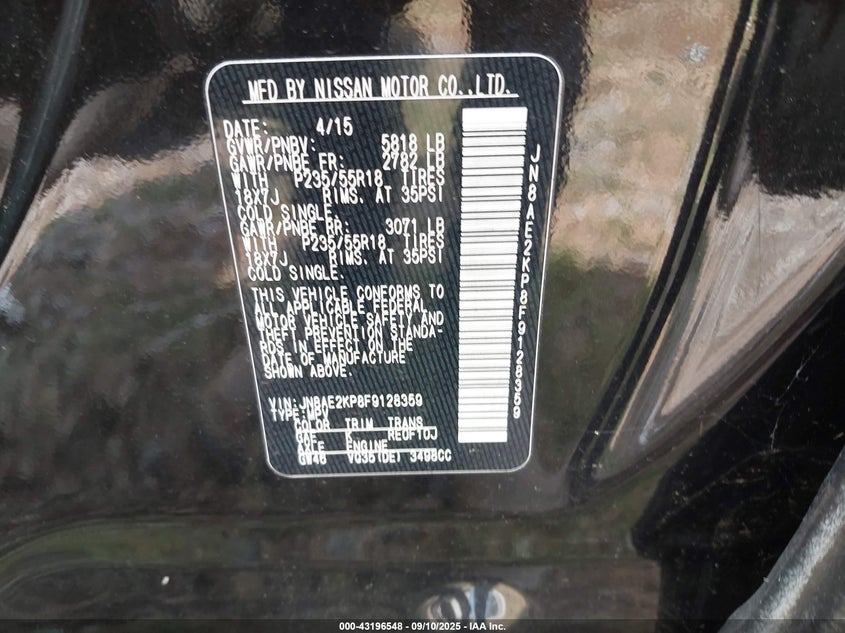 MFD BY NISSAN MOTOR CO.,LTD.
DATE: 4/15
GVWR/PNBV: 5818 LB
GAWR/PNBE FR: 2782 LB
WITH P235/55R18 TIRES
18X7J RIMS. AT 35PSI
COLD SINGLE.
GAWR/PNBE RR: 3071 LB
WITH P235/55R18 TIRES
18X7J RIMS. AT 35PSI
COLD SINGLE.
THIS VEHICLE CONFORMS TO
ALL APPLICABLE FEDERAL
MOTOR VEHICLE SAFETY AND
THEFT PREVENTION STANDA-
RDS IN EFFECT ON THE
DATE OF MANUFACTURE
SHOWN ABOVE.
VIN: JN8AE2KP8F9128359
TYPE: MPV
COLOR TRIM TRANS
K RE0F10J
AXLE ENGINE
VQ35(DE) 3498CC
JN8AE2KP8F9128359
000-43196548 - 09/10/2025 - IAA Inc.